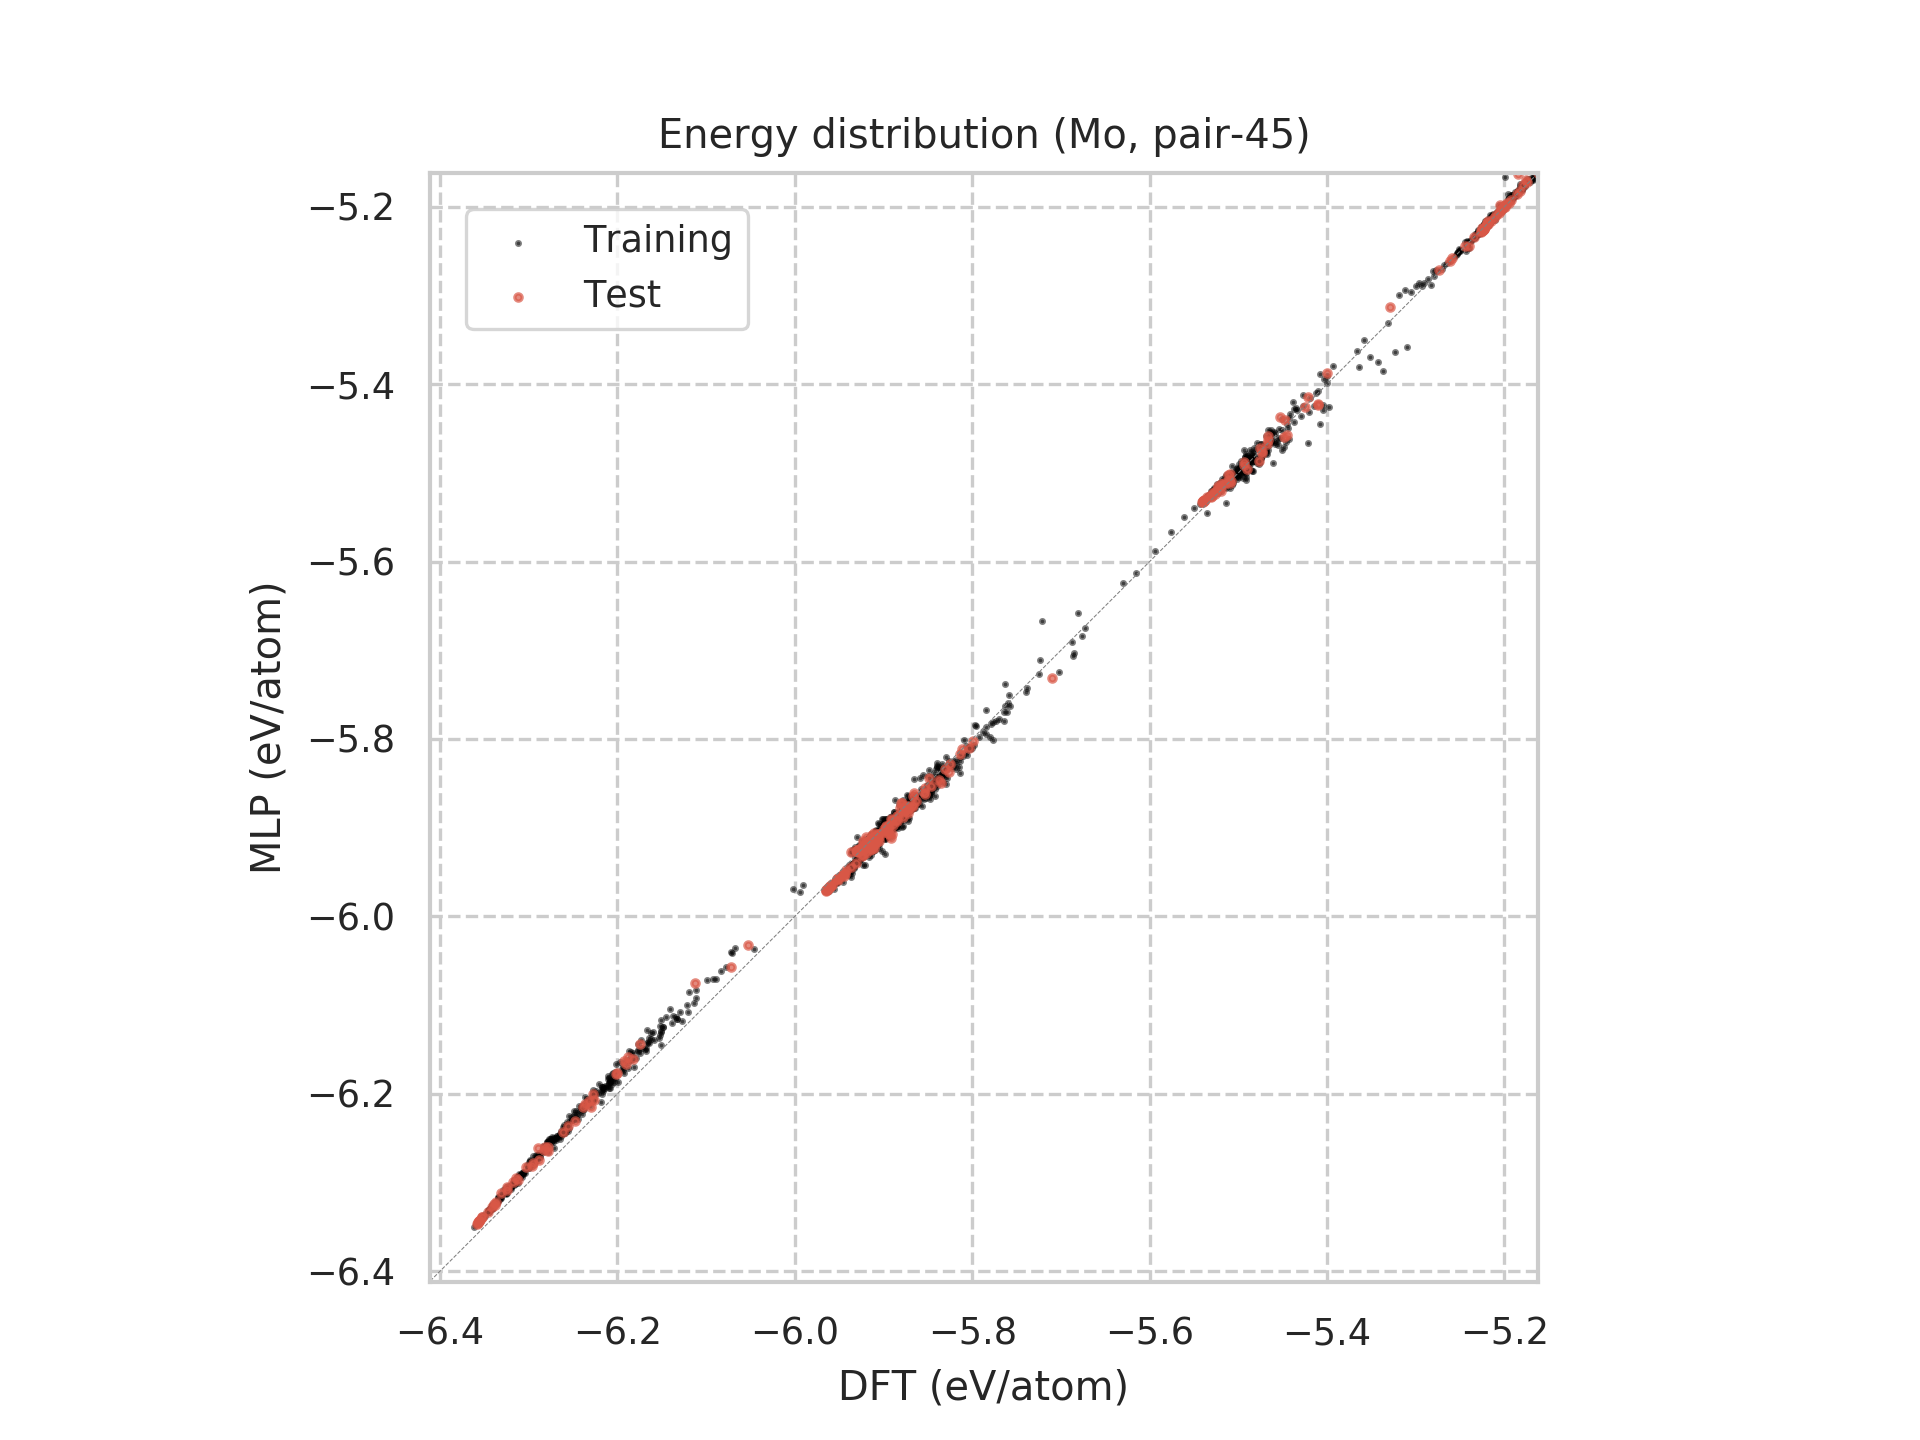 Energy distribution (Mo, pair-45)
Training
Test
MLP (eV/atom)
−5.2
−5.4
−5.6
−5.8
−6.0
−6.2
−6.4
−6.4 −6.2 −6.0 −5.8 −5.6 −5.4 −5.2
DFT (eV/atom)